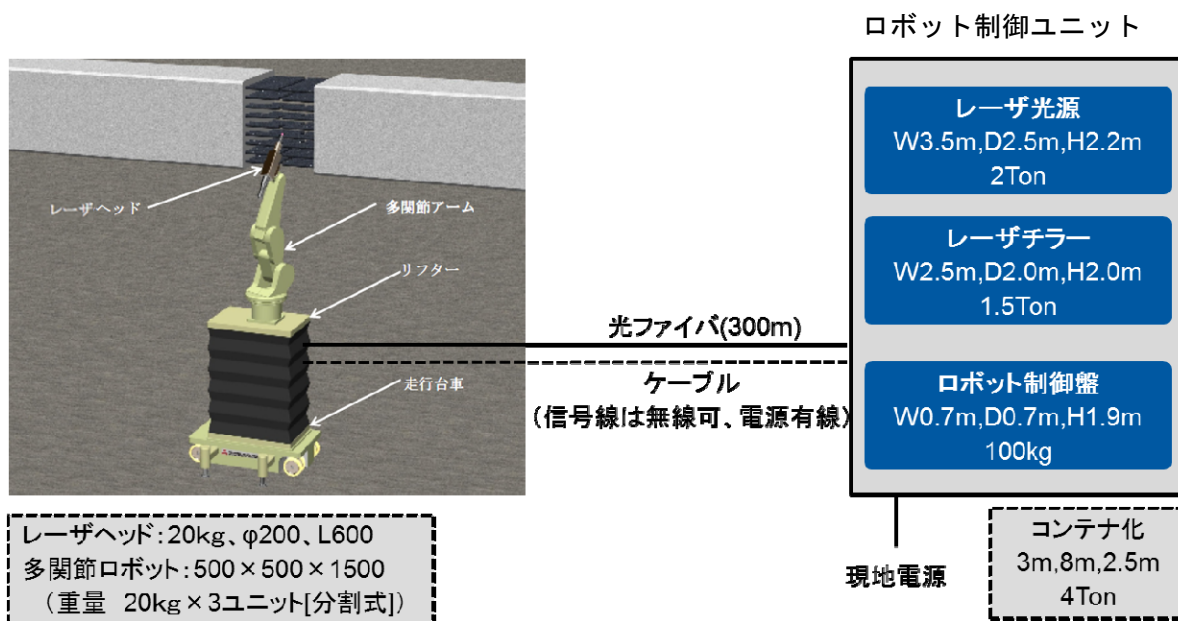 ロボット制御ユニット
レーザ光源
W3.5m,D2.5m,H2.2m
2Ton
レーザチラー
W2.5m,D2.0m,H2.0m
1.5Ton
ロボット制御盤
W0.7m,D0.7m,H1.9m
100kg
レーザヘッド
多関節アーム
リフター
走行台車
光ファイバ(300m)
ケーブル
(信号線は無線可、電源有線)
レーザヘッド:20kg、φ200、L600
多関節ロボット:500×500×1500
(重量 20kg×3ユニット[分割式])
現地電源
コンテナ化
3m,8m,2.5m
4Ton